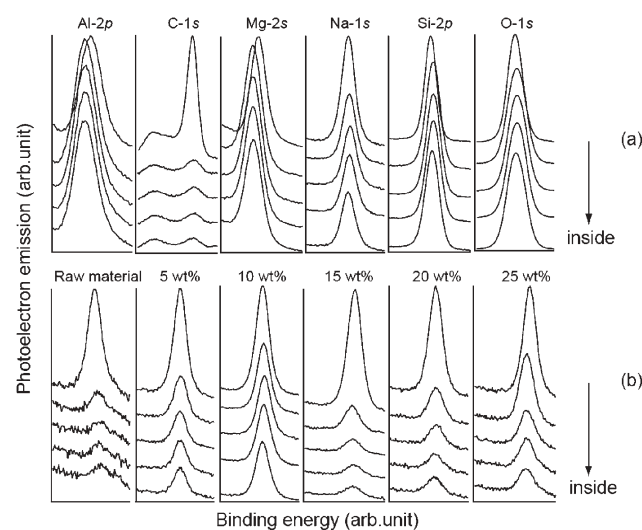 Al-2p C-1s Mg-2s Na-1s Si-2p O-1s
(a)
inside
Raw material 5 wt% 10 wt% 15 wt% 20 wt% 25 wt%
(b)
inside
Photoelectron emission (arb.unit)
Binding energy (arb.unit)